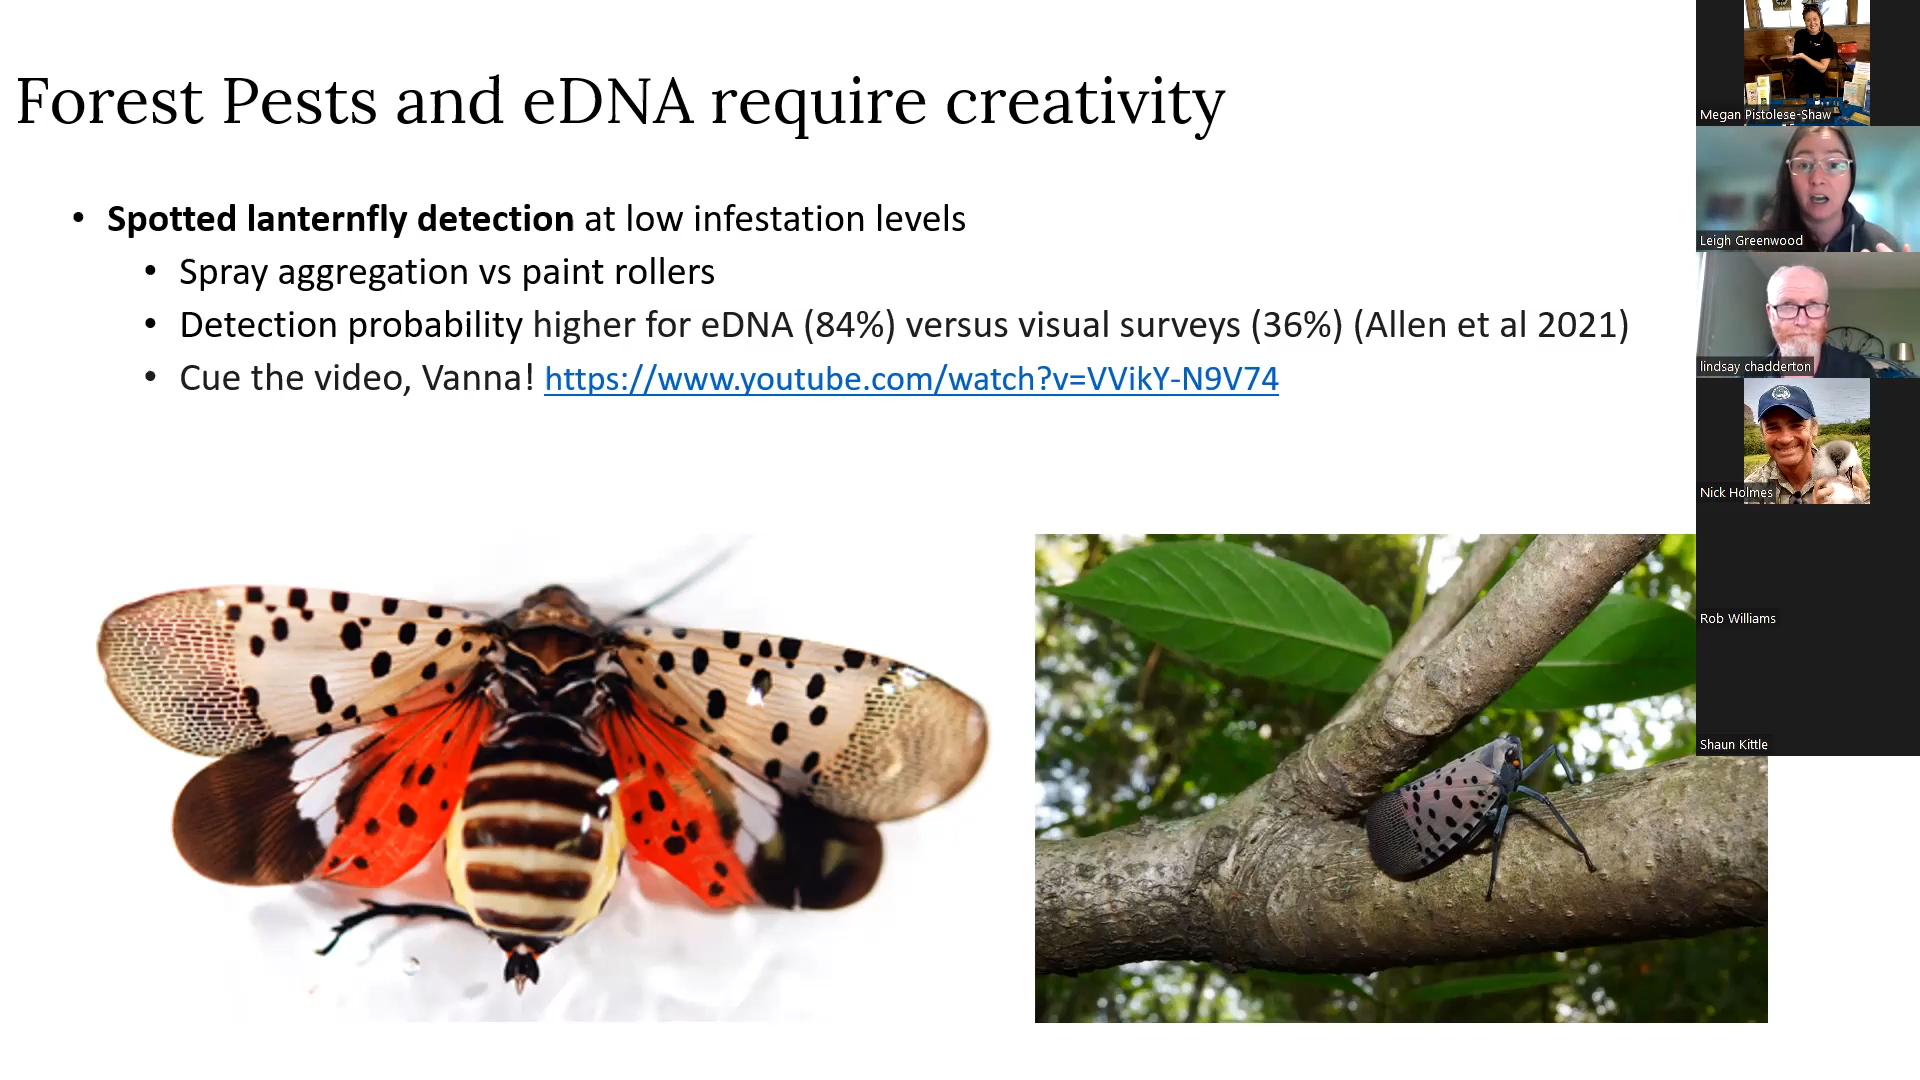 Forest Pests and eDNA require creativity
• Spotted lanternfly detection at low infestation levels
• Spray aggregation vs paint rollers
• Detection probability higher for eDNA (84%) versus visual surveys (36%) (Allen et al 2021)
• Cue the video, Vanna! https://www.youtube.com/watch?v=VVikY-N9V74
Megan Pistolese-Shaw
Leigh Greenwood
lindsay chadderton
Nick Holmes
Rob Williams
Shaun Kittle